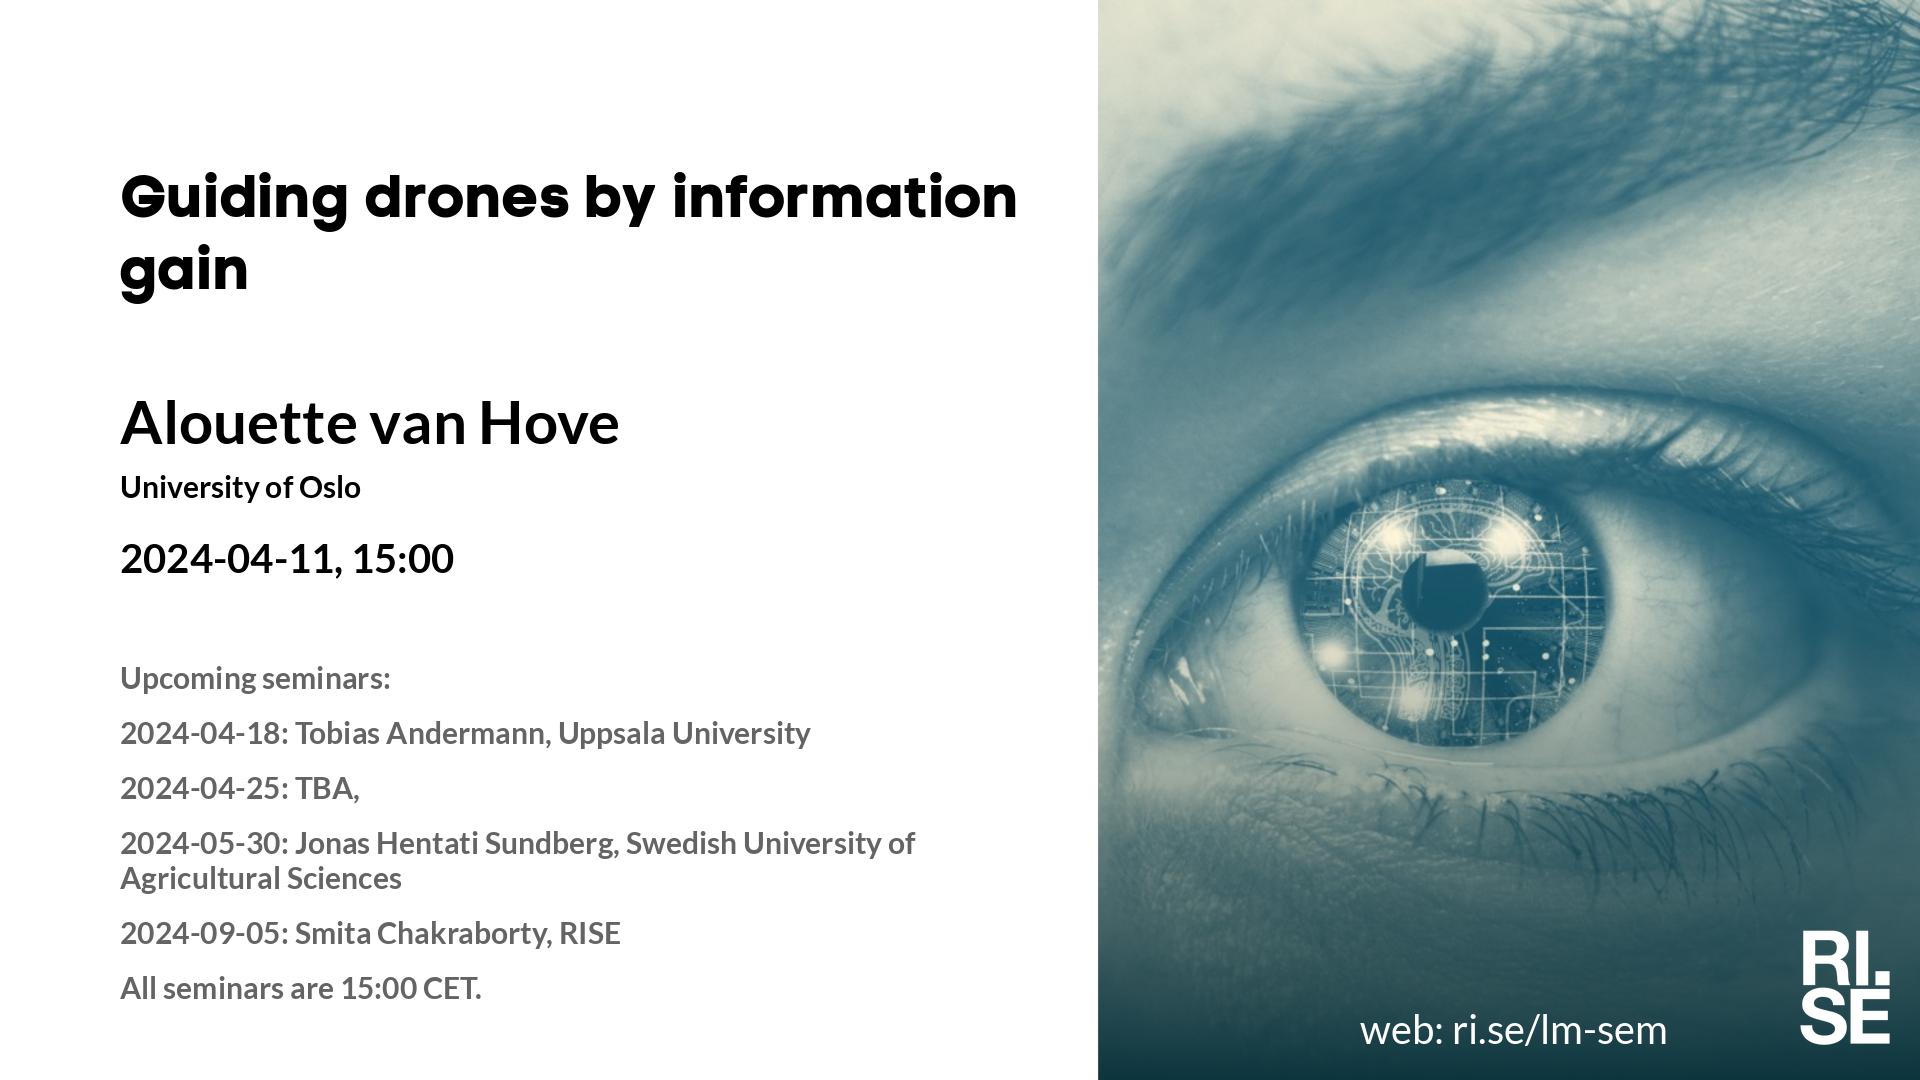 Guiding drones by information
gain
Alouette van Hove
University of Oslo
2024-04-11, 15:00
Upcoming seminars:
2024-04-18: Tobias Andermann, Uppsala University
2024-04-25: TBA,
2024-05-30: Jonas Hentati Sundberg, Swedish University of
Agricultural Sciences
2024-09-05: Smita Chakraborty, RISE
All seminars are 15:00 CET.
web: ri.se/lm-sem
RI.
SE